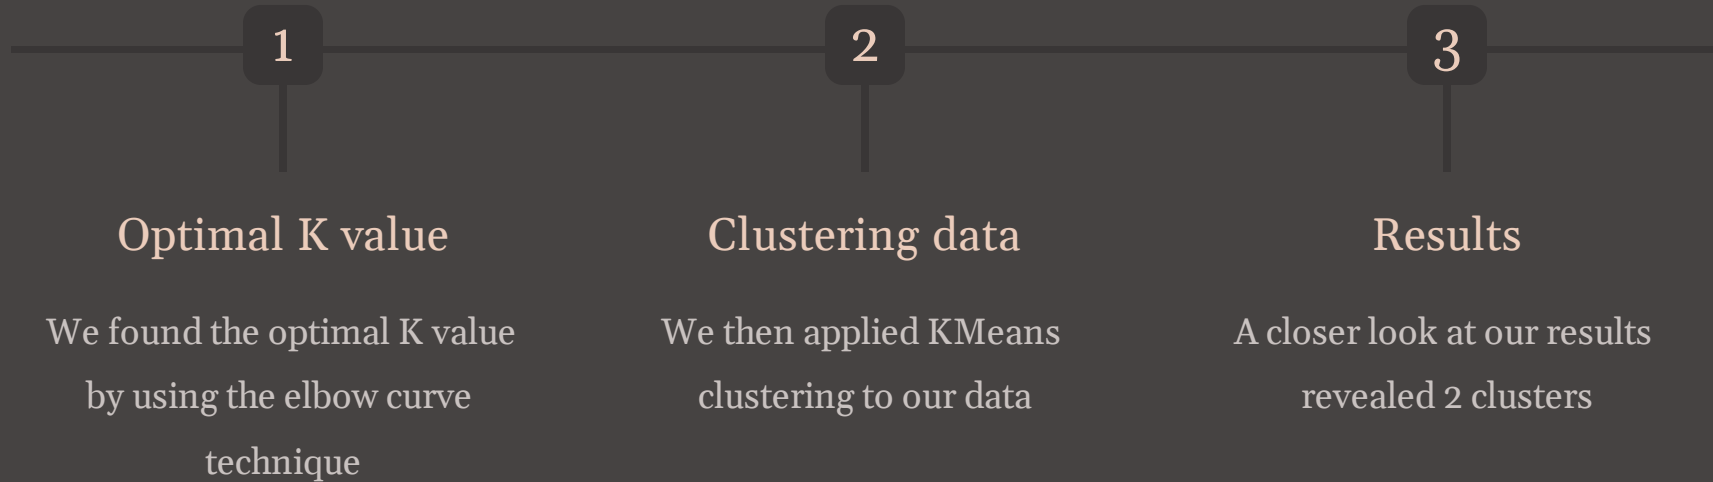 1
2
3
Optimal K value
We found the optimal K value
by using the elbow curve
technique
Clustering data
We then applied KMeans
clustering to our data
Results
A closer look at our results
revealed 2 clusters